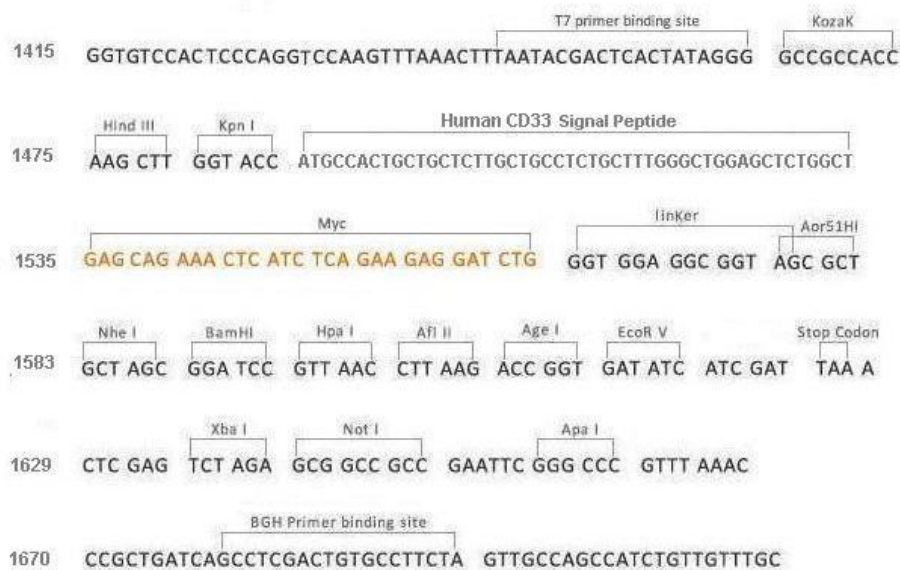 T7 primer binding site KozaK
1415 GGTGTCCACTCCCAGGTCCAAGTTTAAACTTTAATACGACTCACTATAGGG GCCGCCACC
Hind III Kpn I Human CD33 Signal Peptide
1475 AAG CTT GGT ACC ATGCCACTGCTGCTCTTGCTGCCTCTGCTTTGGGCTGGAGCTCTGGCT
Myc linker Aor51HI
1535 GAG CAG AAA CTC ATC TCA GAA GAG GAT CTG GGT GGA GGC GGT AGC GCT
Nhe I BamHI Hpa I Afl II Age I EcoR V Stop Codon
1583 GCT AGC GGA TCC GTT AAC CTT AAG ACC GGT GAT ATC ATC GAT TAA A
Xba I Not I Apa I
1629 CTC GAG TCT AGA GCG GCC GCC GAATTC GGG CCC GTTT AAAC
BGH Primer binding site
1670 CCGCTGATCAGCCTCGACTGTGCCTTCTA GTTGCCAGCCATCTGTTGTTTGC